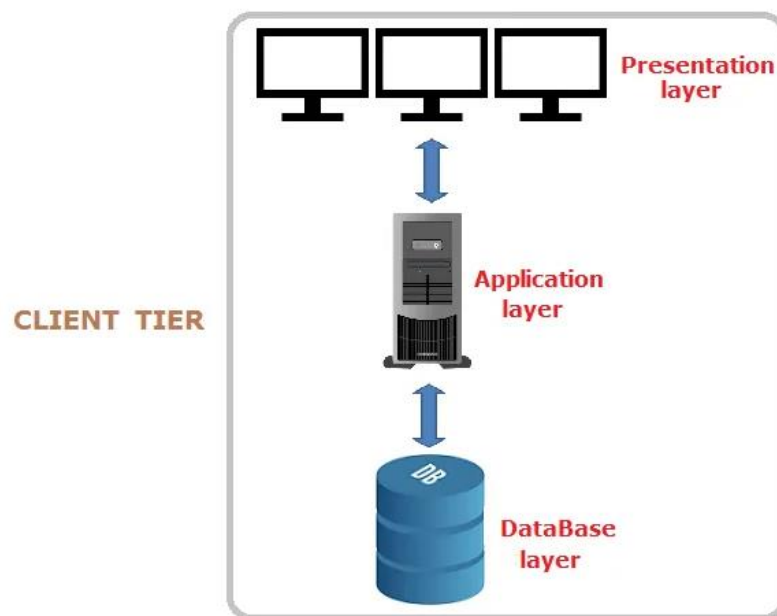 Presentation
layer
Application
layer
CLIENT TIER
DB
DataBase
layer